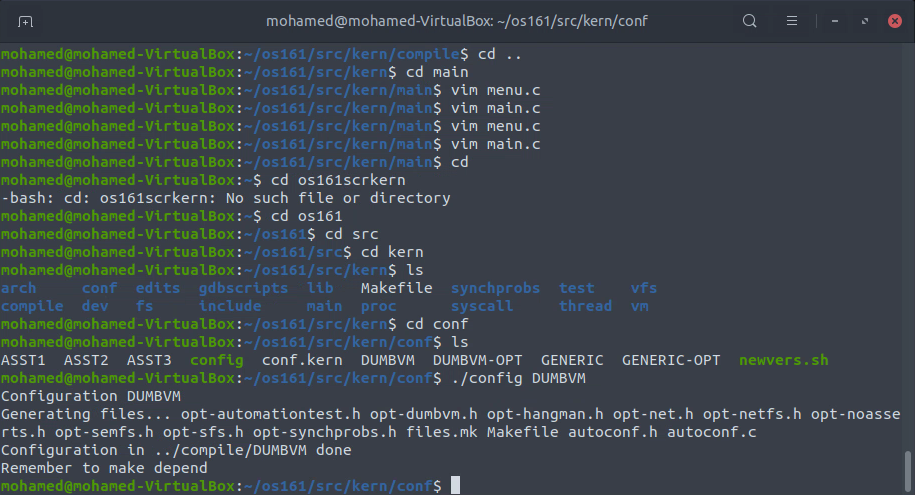 mohamed@mohamed-VirtualBox: ~/os161/src/kern/conf
mohamed@mohamed-VirtualBox:~/os161/src/kern/compile$ cd ..
mohamed@mohamed-VirtualBox:~/os161/src/kern$ cd main
mohamed@mohamed-VirtualBox:~/os161/src/kern/main$ vim menu.c
mohamed@mohamed-VirtualBox:~/os161/src/kern/main$ vim main.c
mohamed@mohamed-VirtualBox:~/os161/src/kern/main$ vim menu.c
mohamed@mohamed-VirtualBox:~/os161/src/kern/main$ vim main.c
mohamed@mohamed-VirtualBox:~/os161/src/kern/main$ cd
mohamed@mohamed-VirtualBox:~$ cd os161scrkern
-bash: cd: os161scrkern: No such file or directory
mohamed@mohamed-VirtualBox:~$ cd os161
mohamed@mohamed-VirtualBox:~/os161$ cd src
mohamed@mohamed-VirtualBox:~/os161/src$ cd kern
mohamed@mohamed-VirtualBox:~/os161/src/kern$ ls
arch     conf  edits  gdbscripts  lib   Makefile  synchprobs  test    vfs
compile  dev   fs     include     main  proc      syscall     thread  vm
mohamed@mohamed-VirtualBox:~/os161/src/kern$ cd conf
mohamed@mohamed-VirtualBox:~/os161/src/kern/conf$ ls
ASST1  ASST2  ASST3  config  conf.kern  DUMBVM  DUMBVM-OPT  GENERIC  GENERIC-OPT  newvers.sh
mohamed@mohamed-VirtualBox:~/os161/src/kern/conf$ ./config DUMBVM
Configuration DUMBVM
Generating files... opt-automationtest.h opt-dumbvm.h opt-hangman.h opt-net.h opt-netfs.h opt-noasse
rts.h opt-semfs.h opt-sfs.h opt-synchprobs.h files.mk Makefile autoconf.h autoconf.c
Configuration in ../compile/DUMBVM done
Remember to make depend
mohamed@mohamed-VirtualBox:~/os161/src/kern/conf$